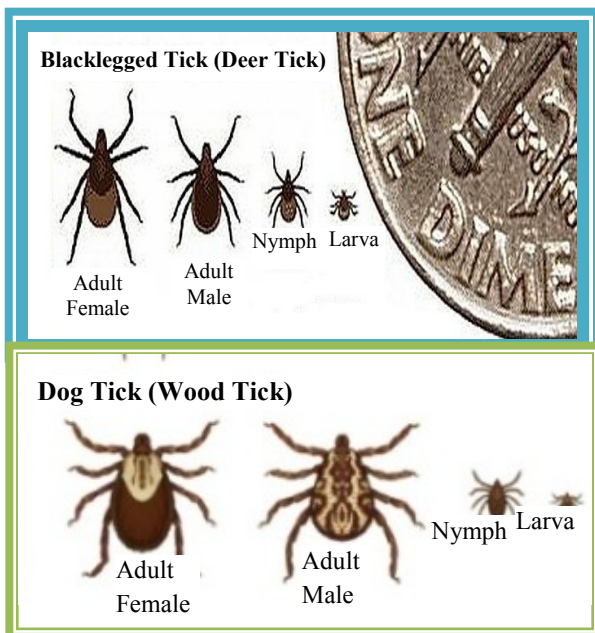 Blacklegged Tick (Deer Tick)
ONE DIME
Adult
Female
Adult
Male
Nymph
Larva
Dog Tick (Wood Tick)
Adult
Female
Adult
Male
Nymph
Larva